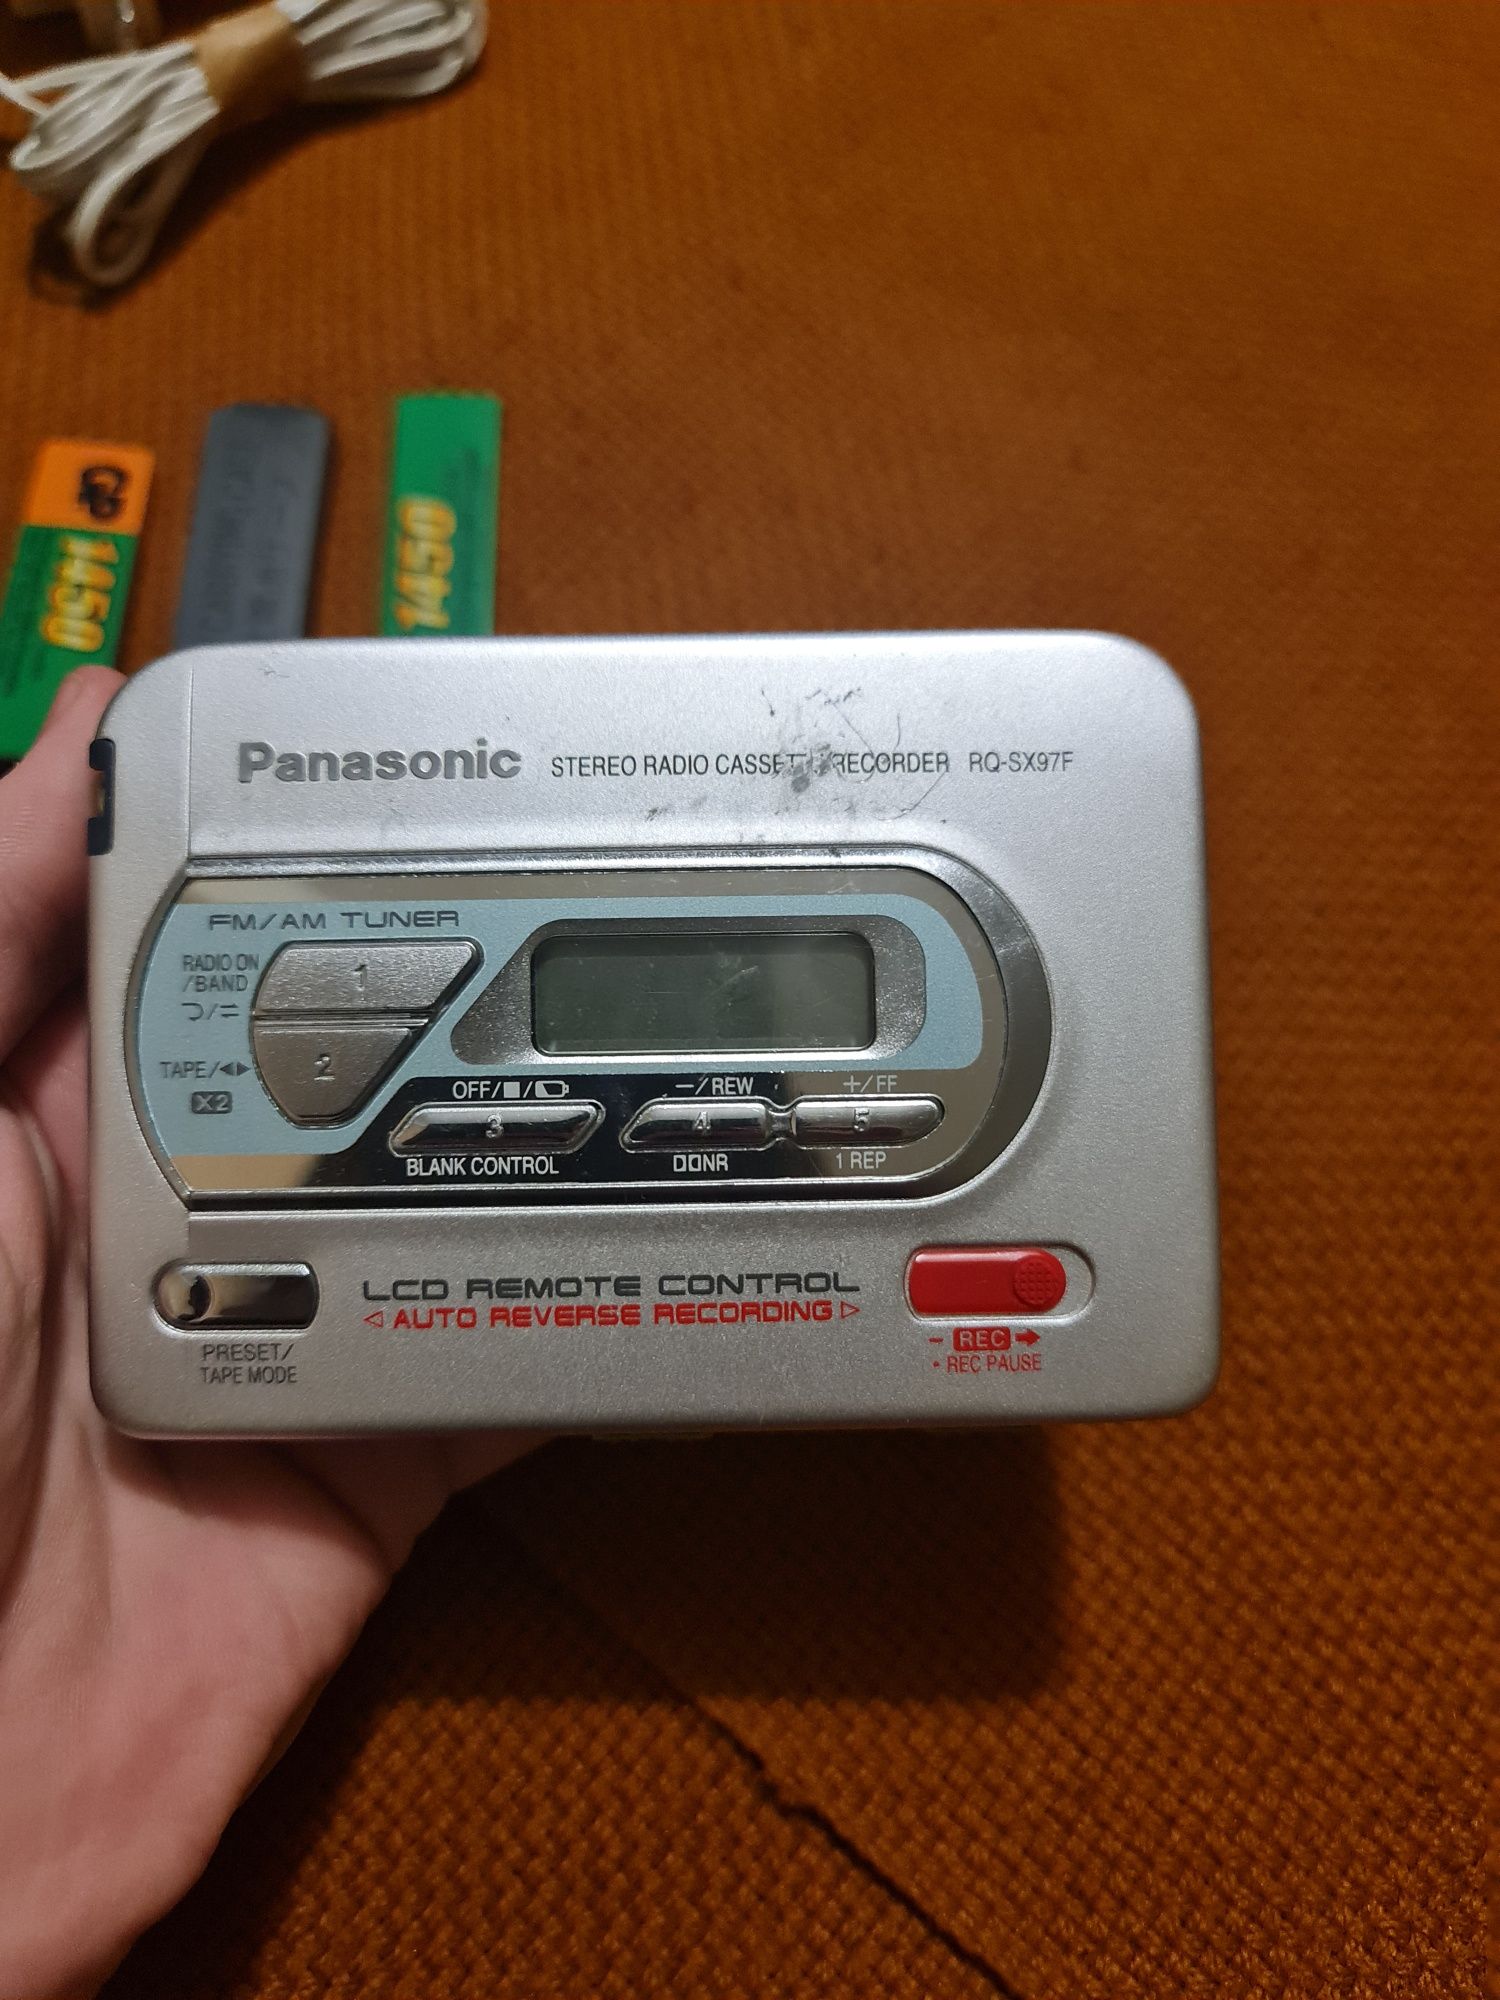 GP
1450
1450
Panasonic STEREO RADIO CASSETTE RECORDER RQ-SX97F
FM/AM TUNER
RADIO ON
/BAND
1
TAPE/◀▶
2
X2
OFF/■/
−/REW
+/FF
3
4
5
BLANK CONTROL
NR
1 REP
LCD REMOTE CONTROL
◁ AUTO REVERSE RECORDING ▷
PRESET/
TAPE MODE
− REC ➡
• REC PAUSE